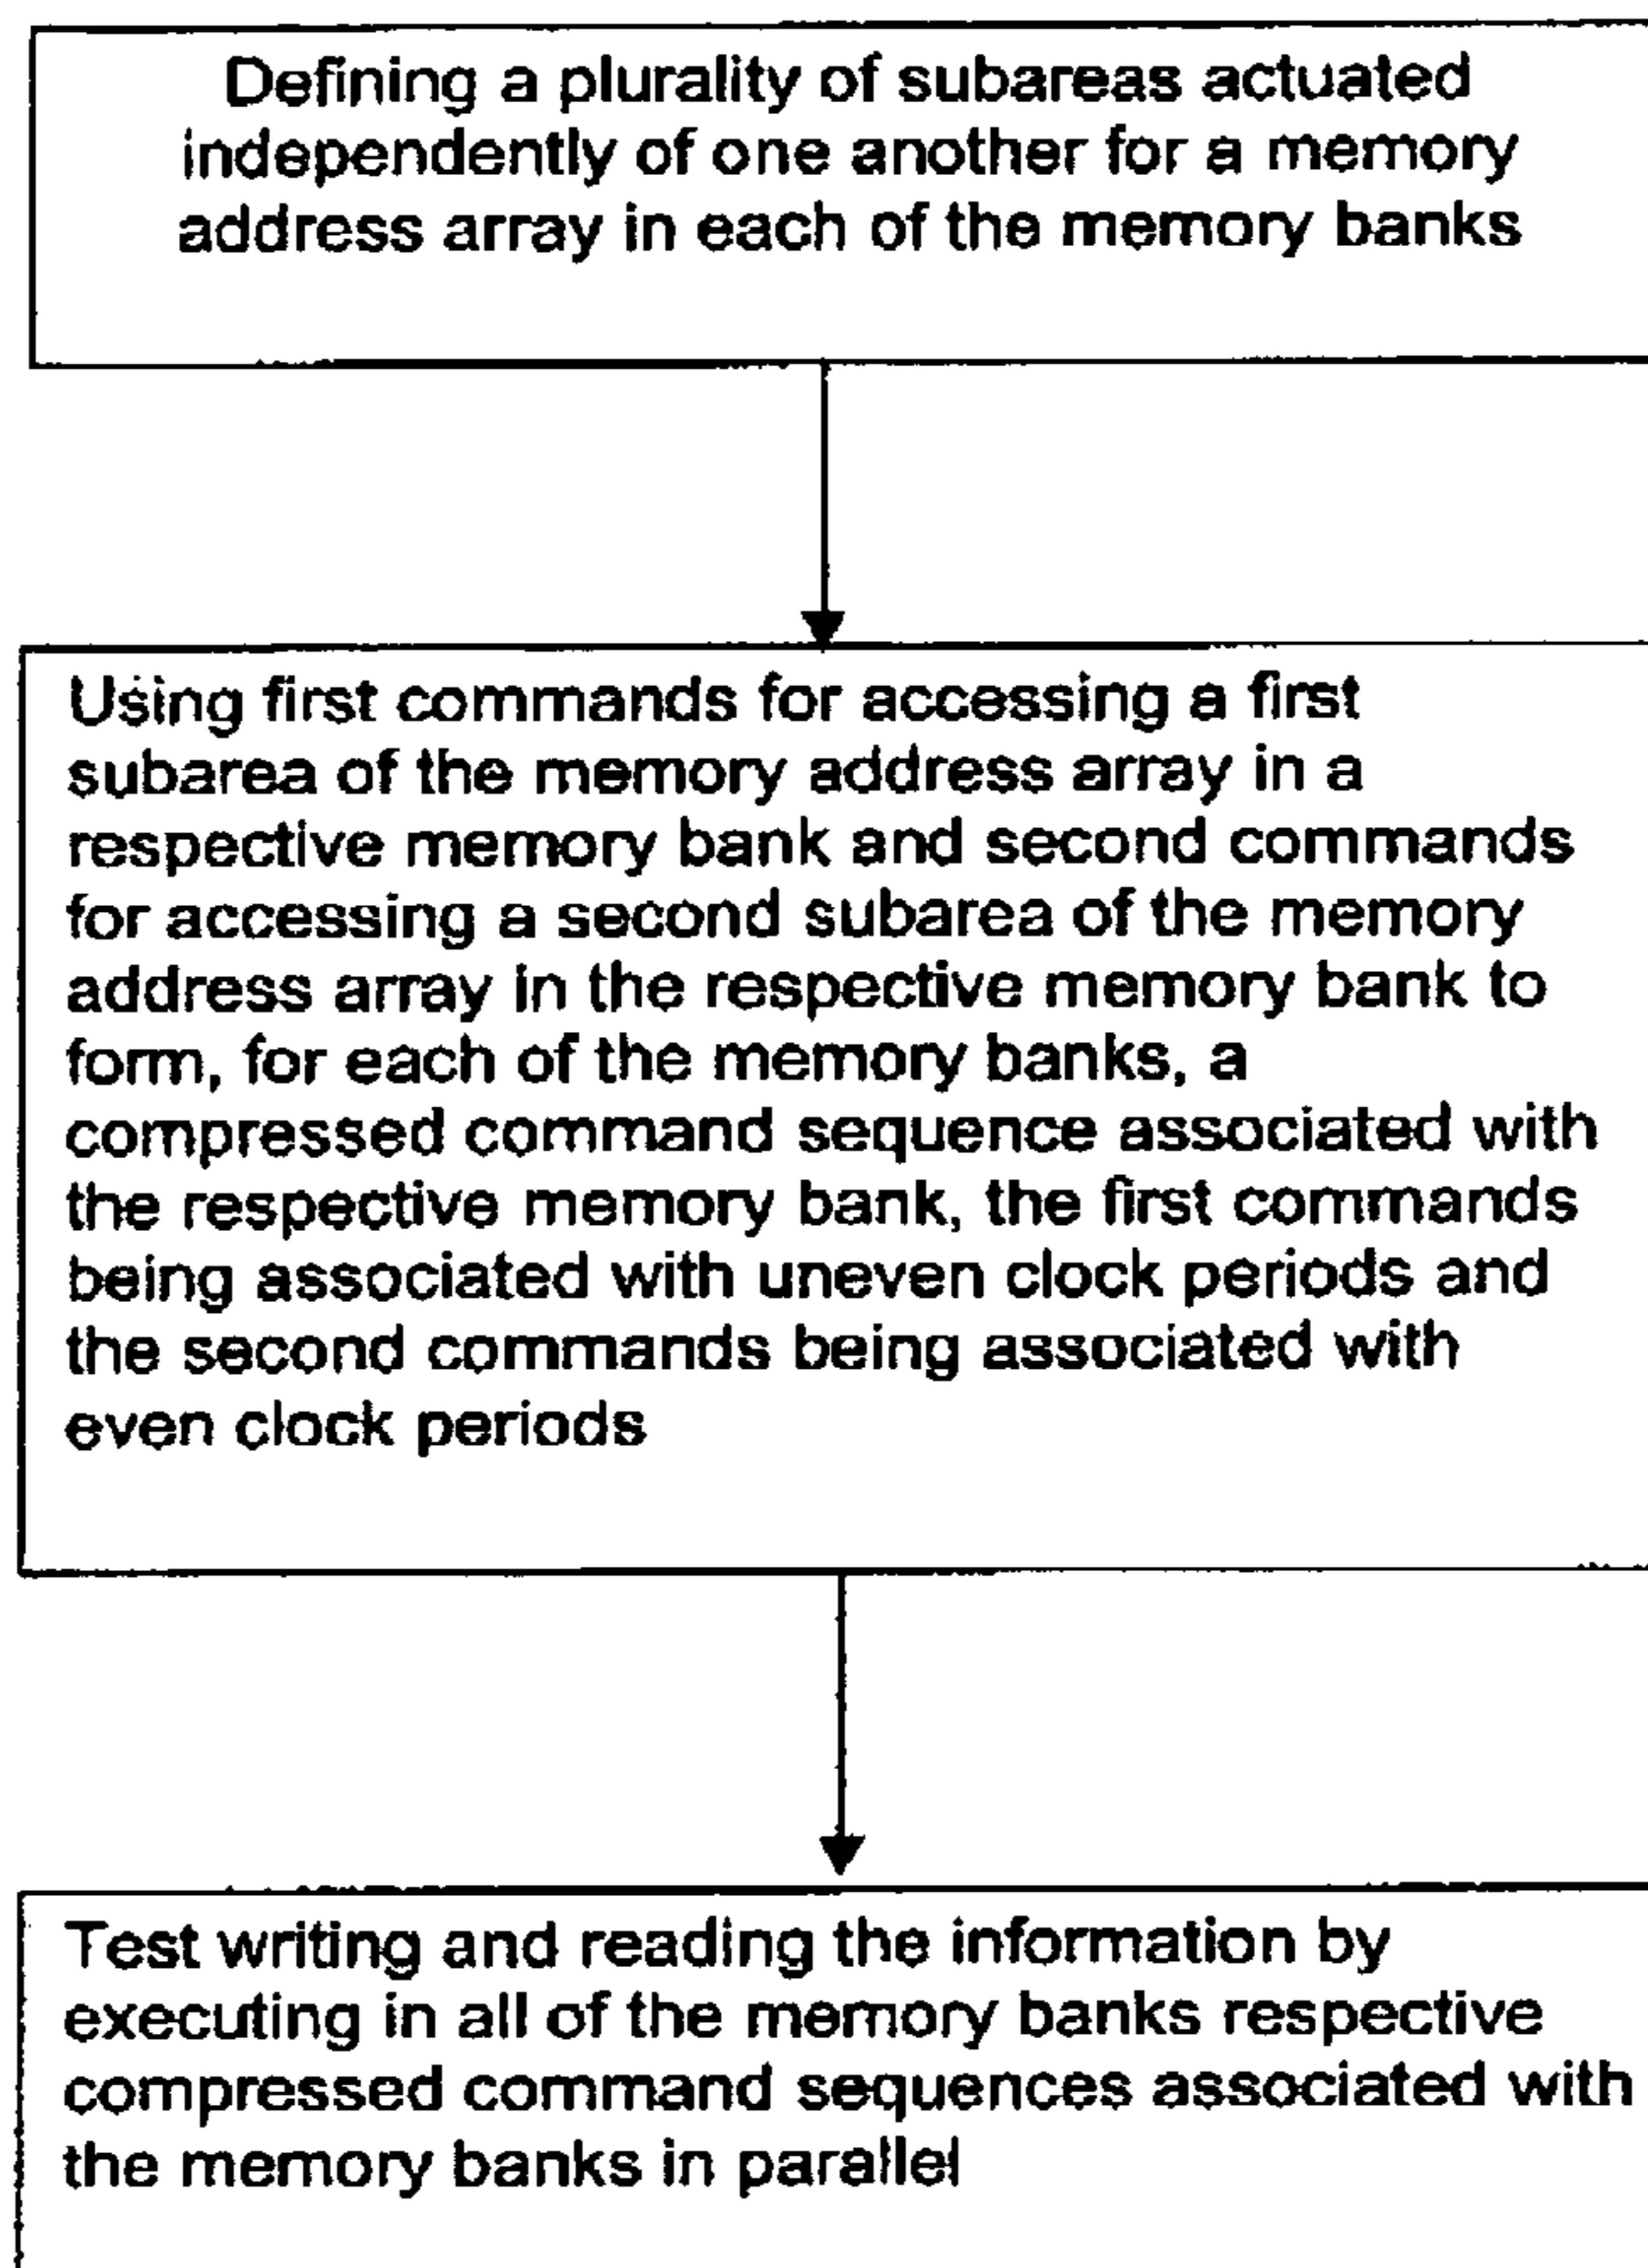 Defining a plurality of subareas actuated
independently of one another for a memory
address array in each of the memory banks
Using first commands for accessing a first
subarea of the memory address array in a
respective memory bank and second commands
for accessing a second subarea of the memory
address array in the respective memory bank to
form, for each of the memory banks, a
compressed command sequence associated with
the respective memory bank, the first commands
being associated with uneven clock periods and
the second commands being associated with
even clock periods
Test writing and reading the information by
executing in all of the memory banks respective
compressed command sequences associated with
the memory banks in parallel